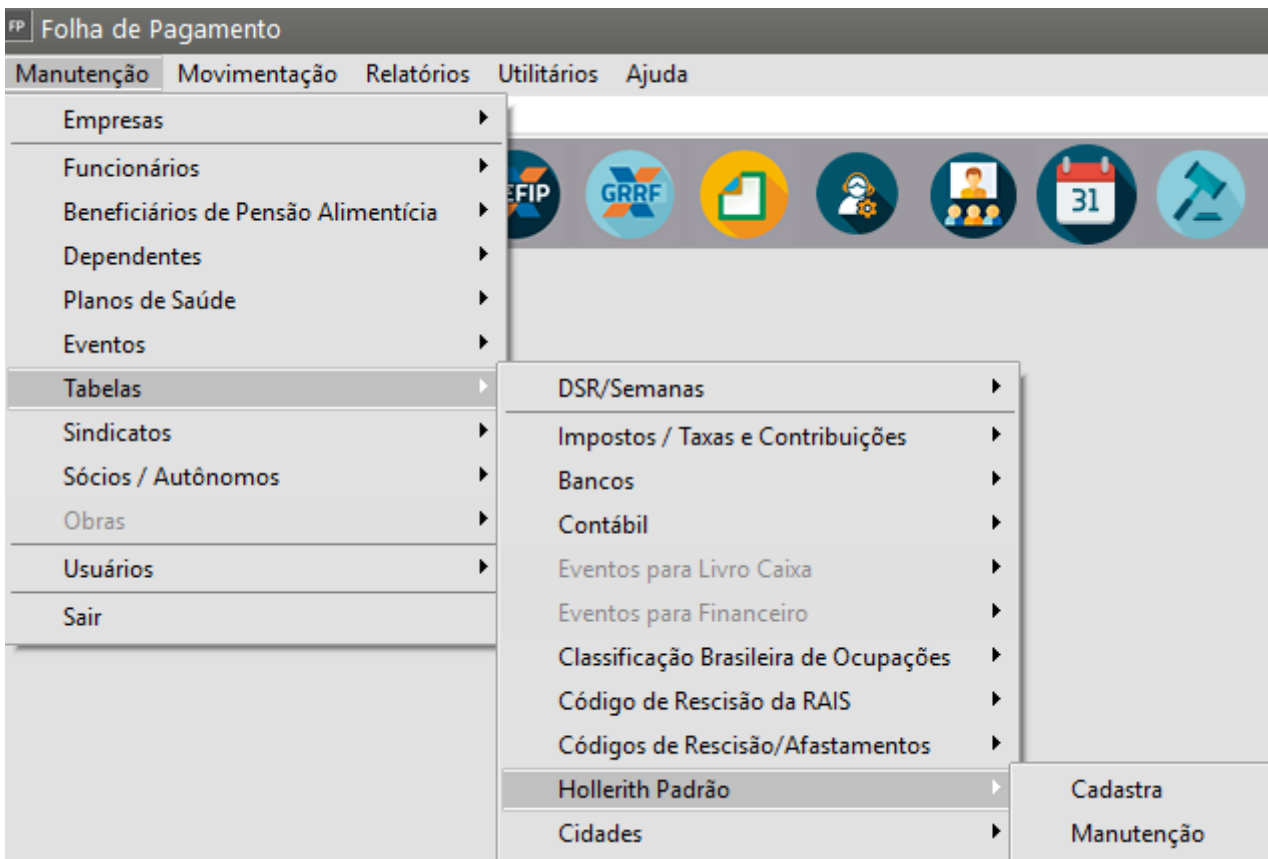 FP Folha de Pagamento
Manutenção Movimentação Relatórios Utilitários Ajuda
Empresas
Funcionários
Beneficiários de Pensão Alimentícia
Dependentes
Planos de Saúde
Eventos
Tabelas
Sindicatos
Sócios / Autônomos
Obras
Usuários
Sair
EFIP
GRRF
31
DSR/Semanas
Impostos / Taxas e Contribuições
Bancos
Contábil
Eventos para Livro Caixa
Eventos para Financeiro
Classificação Brasileira de Ocupações
Código de Rescisão da RAIS
Códigos de Rescisão/Afastamentos
Hollerith Padrão
Cidades
Cadastra
Manutenção